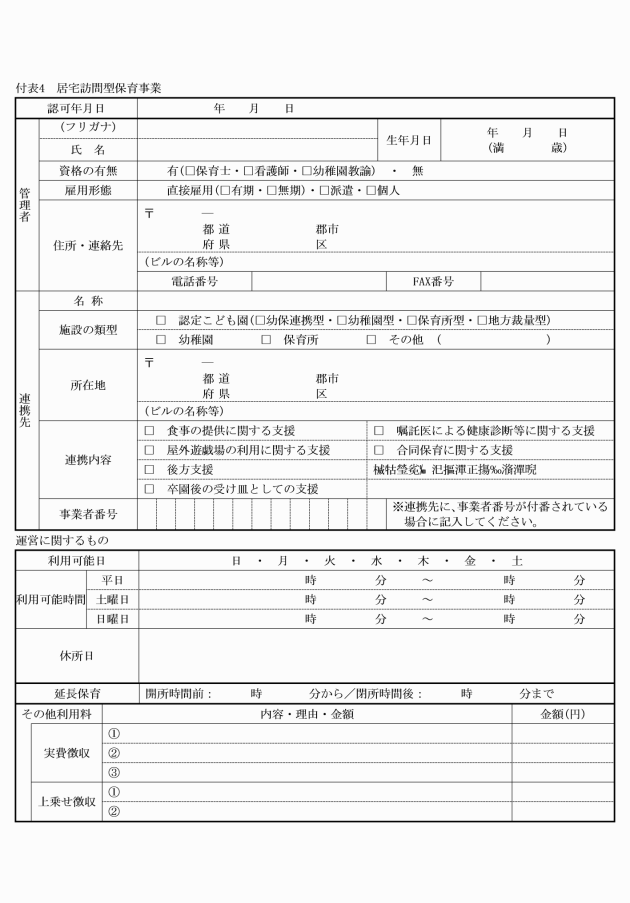 付表4　居宅訪問型保育事業
認可年月日　年　月　日
管理者
(フリガナ)
氏　名
生年月日
年　月　日
(満　　歳)
資格の有無　有(□保育士・□看護師・□幼稚園教諭)　・　無
雇用形態　直接雇用(□有期・□無期)・□派遣・□個人
住所・連絡先
〒　　―
都 道　　郡市
府 県　　区
(ビルの名称等)
電話番号　FAX番号
連携先
名 称
施設の類型
□　認定こども園(□幼保連携型・□幼稚園型・□保育所型・□地方裁量型)
□　幼稚園　□　保育所　□　その他　(　　)
所在地
〒　　―
都 道　　郡市
府 県　　区
(ビルの名称等)
連携内容
□　食事の提供に関する支援　□　嘱託医による健康診断等に関する支援
□　屋外遊戯場の利用に関する支援　□　合同保育に関する支援
□　後方支援
□　卒園後の受け皿としての支援
事業者番号
※連携先に、事業者番号が付番されている
場合に記入してください。
運営に関するもの
利用可能日　日　・　月　・　火　・　水　・　木　・　金　・　土
利用可能時間
平日　時　分　～　時　分
土曜日　時　分　～　時　分
日曜日　時　分　～　時　分
休所日
延長保育　開所時間前：　時　分から／閉所時間後：　時　分まで
その他利用料　内容・理由・金額　金額(円)
実費徴収
①
②
③
上乗せ徴収
①
②